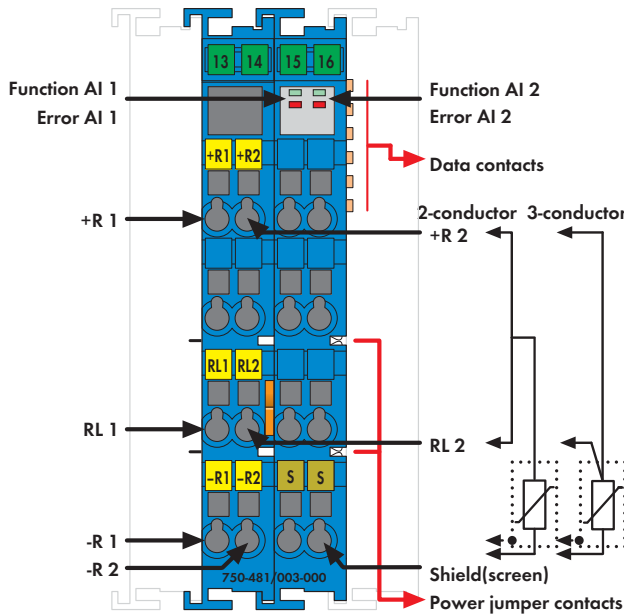 13 14 15 16
Function AI 1
Error AI 1
Function AI 2
Error AI 2
+R1 +R2
Data contacts
+R 1
2-conductor 3-conductor
+R 2
RL1 RL2
RL 1
RL 2
-R1 -R2 S S
-R 1
-R 2
750-481/003-000
Shield(screen)
Power jumper contacts